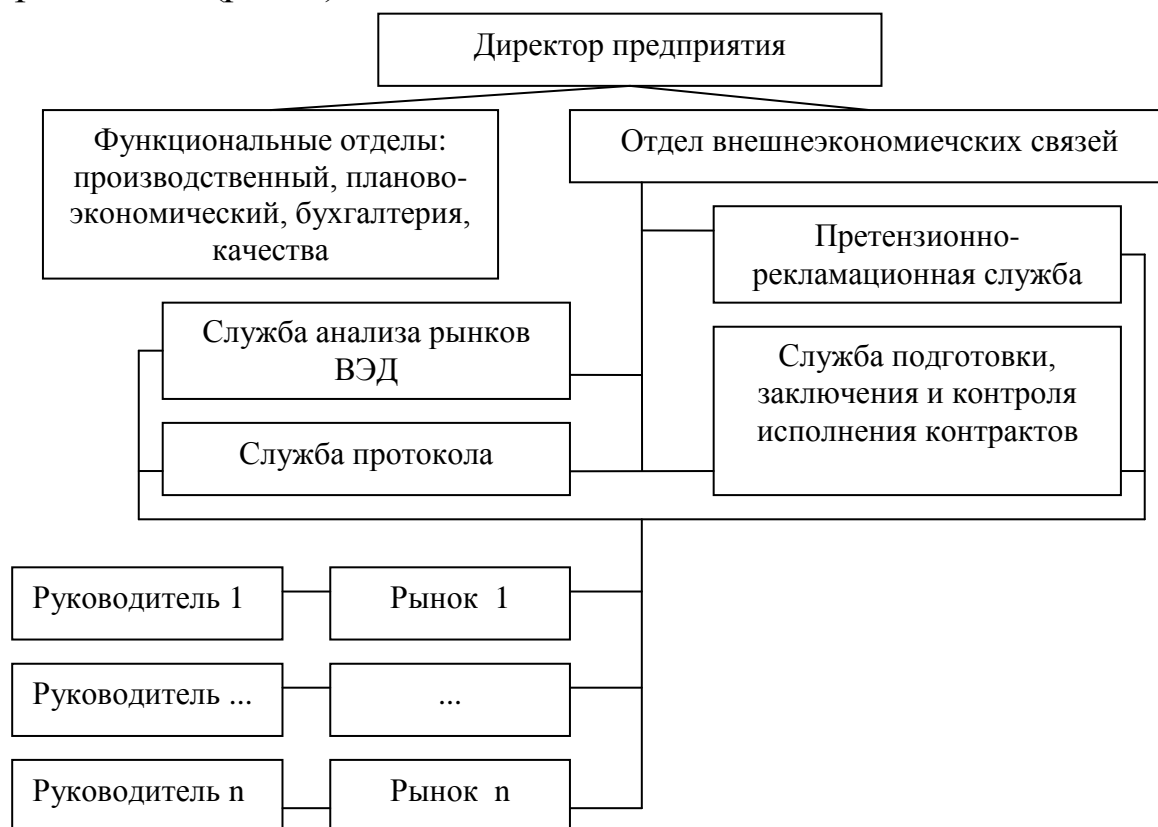 Директор предприятия
Функциональные отделы:
производственный, планово-
экономический, бухгалтерия,
качества
Отдел внешнеэкономиечских связей
Претензионно-
рекламационная служба
Служба анализа рынков
ВЭД
Служба подготовки,
заключения и контроля
исполнения контрактов
Служба протокола
Руководитель 1
Рынок 1
Руководитель ...
...
Руководитель n
Рынок n